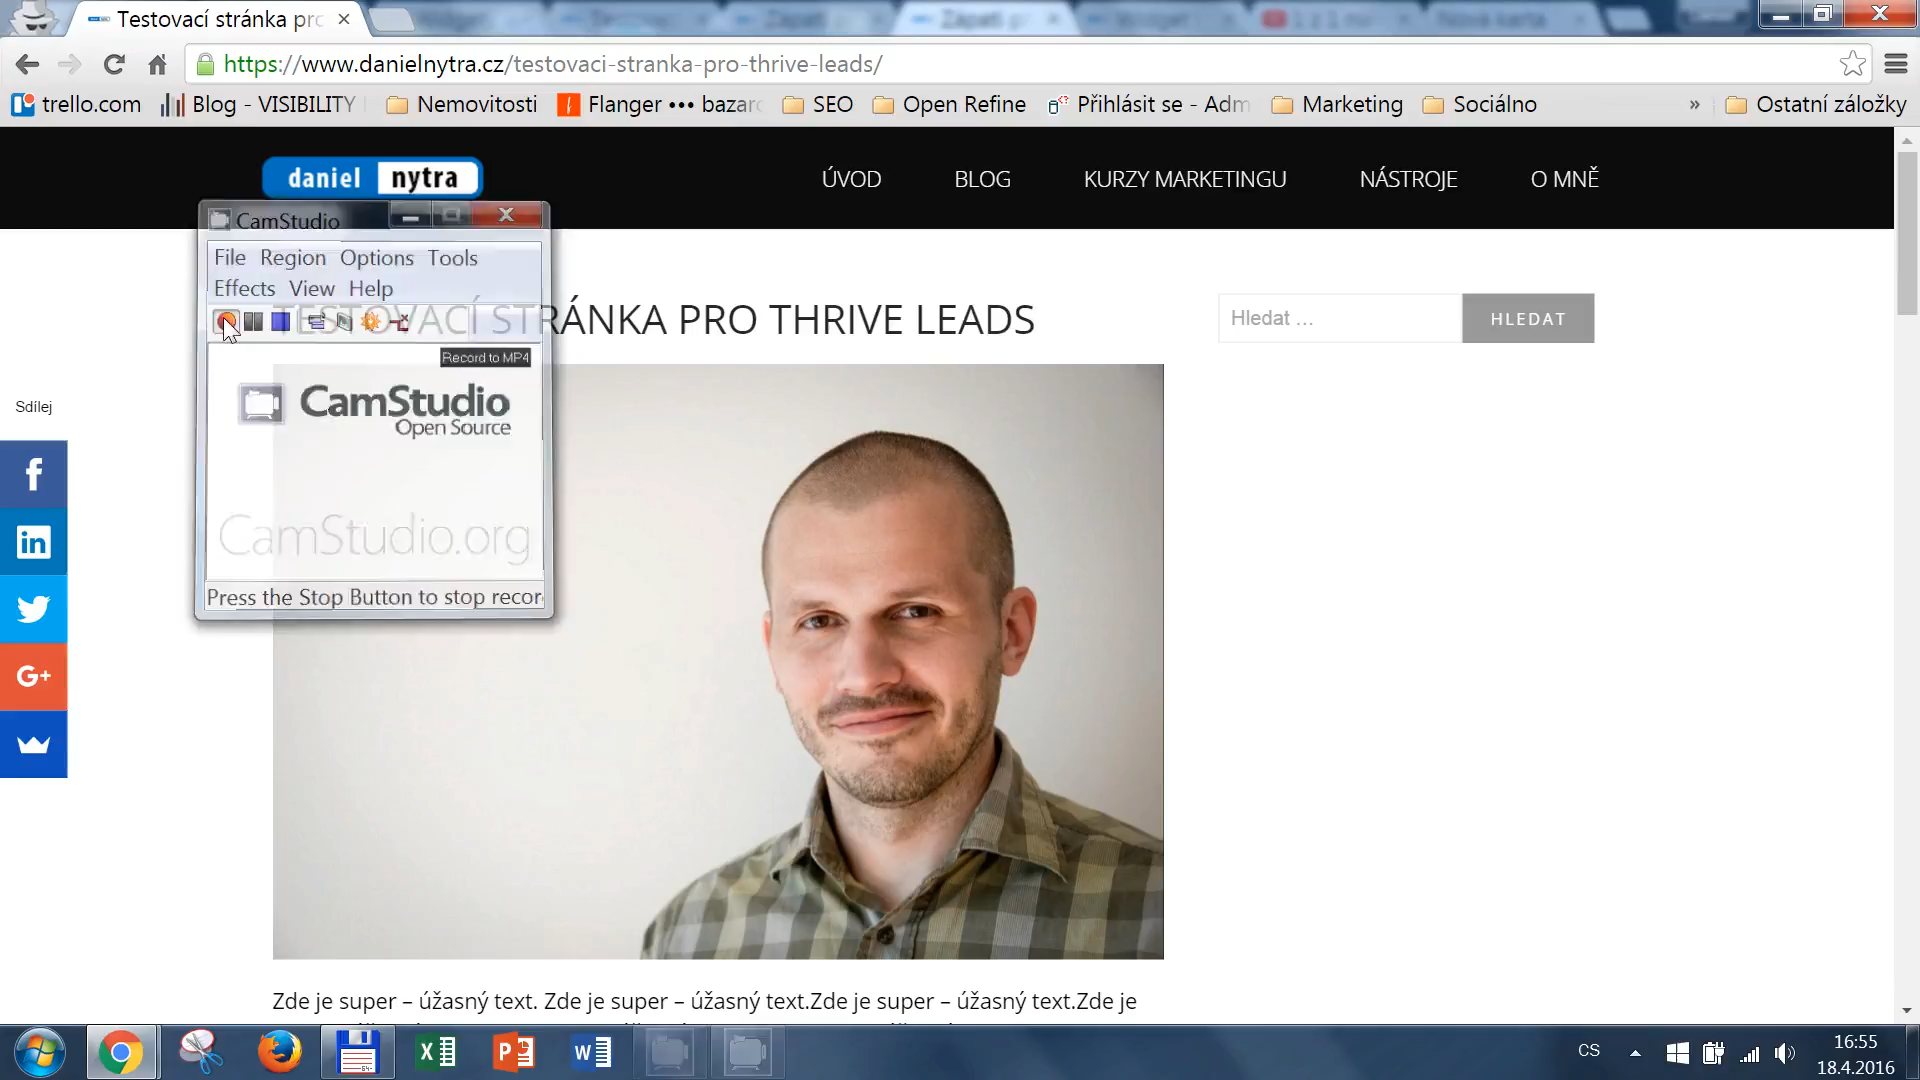 Testovací stránka pro
https://www.danielnytra.cz/testovaci-stranka-pro-thrive-leads/
trello.com
Blog - VISIBILITY
Nemovitosti
Flanger ••• bazar
SEO
Open Refine
Přihlásit se - Adm
Marketing
Sociálno
»
Ostatní záložky
daniel nytra
ÚVOD
BLOG
KURZY MARKETINGU
NÁSTROJE
O MNĚ
CamStudio
File Region Options Tools
Effects View Help
TESTOVACÍ STRÁNKA PRO THRIVE LEADS
Record to MP4
CamStudio
Open Source
CamStudio.org
Press the Stop Button to stop recor
Hledat …
HLEDAT
Sdílej
Zde je super – úžasný text. Zde je super – úžasný text.Zde je super – úžasný text.Zde je
CS
16:55
18.4.2016